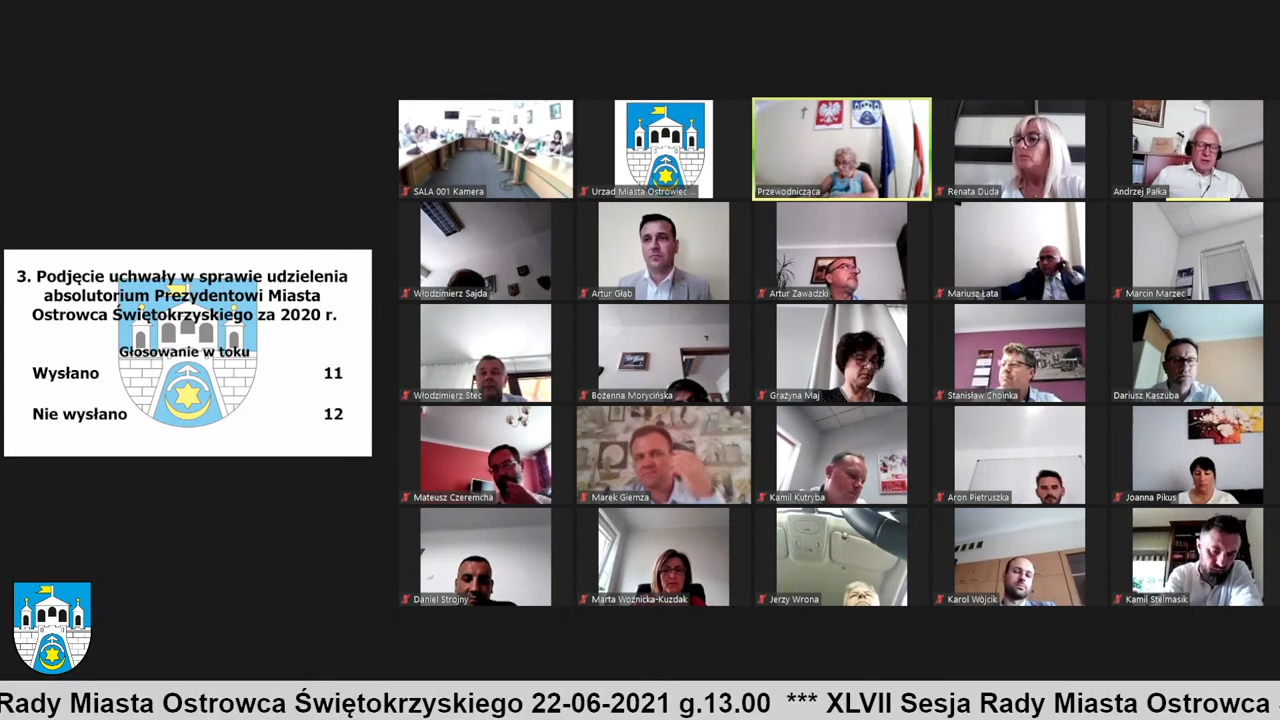 SALA 001 Kamera
Urzad Miasta Ostrowiec ...
Przewodnicząca
Renata Duda
Andrzej Pałka
Włodzimierz Sajda
Artur Głąb
Artur Zawadzki
Mariusz Łata
Marcin Marzec
3. Podjęcie uchwały w sprawie udzielenia
absolutorium Prezydentowi Miasta
Ostrowca Świętokrzyskiego za 2020 r.
Głosowanie w toku
Wysłano 11
Nie wysłano 12
Włodzimierz Stec
Bożenna Morycińska
Grażyna Maj
Stanisław Choinka
Dariusz Kaszuba
Mateusz Czeremcha
Marek Giemza
Kamil Kutryba
Aron Pietruszka
Joanna Pikus
Daniel Strojny
Marta Woźnicka-Kuzdak
Jerzy Wrona
Karol Wójcik
Kamil Stelmasik
Rady Miasta Ostrowca Świętokrzyskiego 22-06-2021 g.13.00 *** XLVII Sesja Rady Miasta Ostrowca